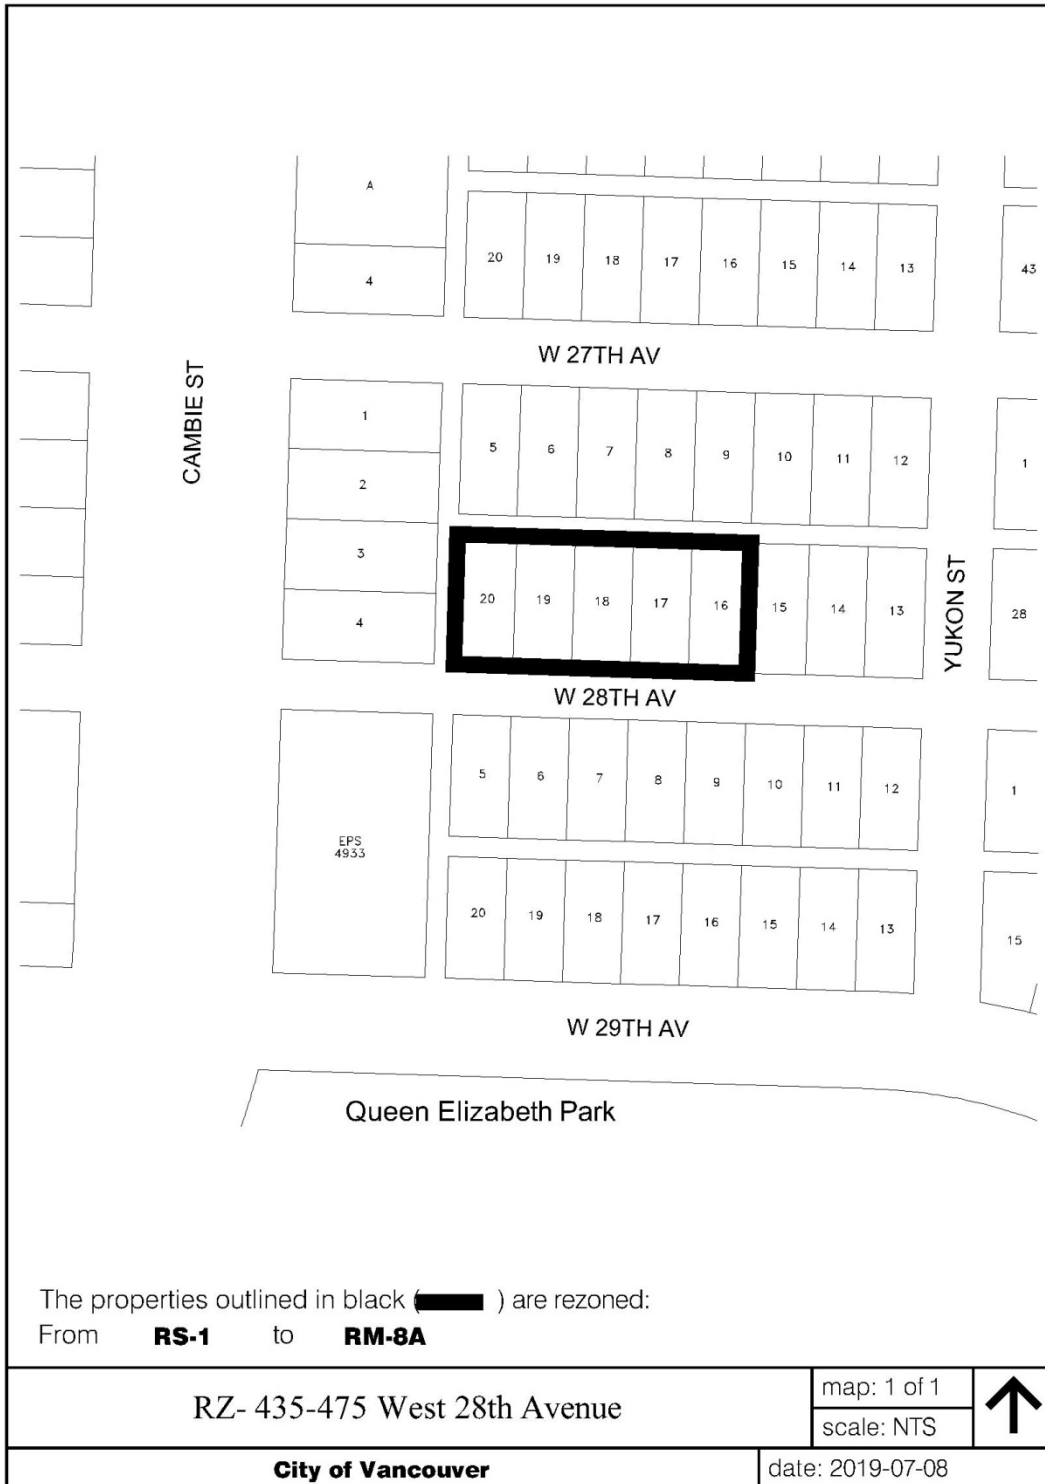 A
20 19 18 17 16 15 14 13
43
4
W 27TH AV
CAMBIE ST
1
5 6 7 8 9 10 11 12
1
2
3
20 19 18 17 16 15 14 13
28
4
YUKON ST
W 28TH AV
5 6 7 8 9 10 11 12
1
EPS
4933
20 19 18 17 16 15 14 13
15
W 29TH AV
Queen Elizabeth Park
The properties outlined in black ( ) are rezoned:
From RS-1 to RM-8A
RZ- 435-475 West 28th Avenue
map: 1 of 1
scale: NTS
City of Vancouver
date: 2019-07-08